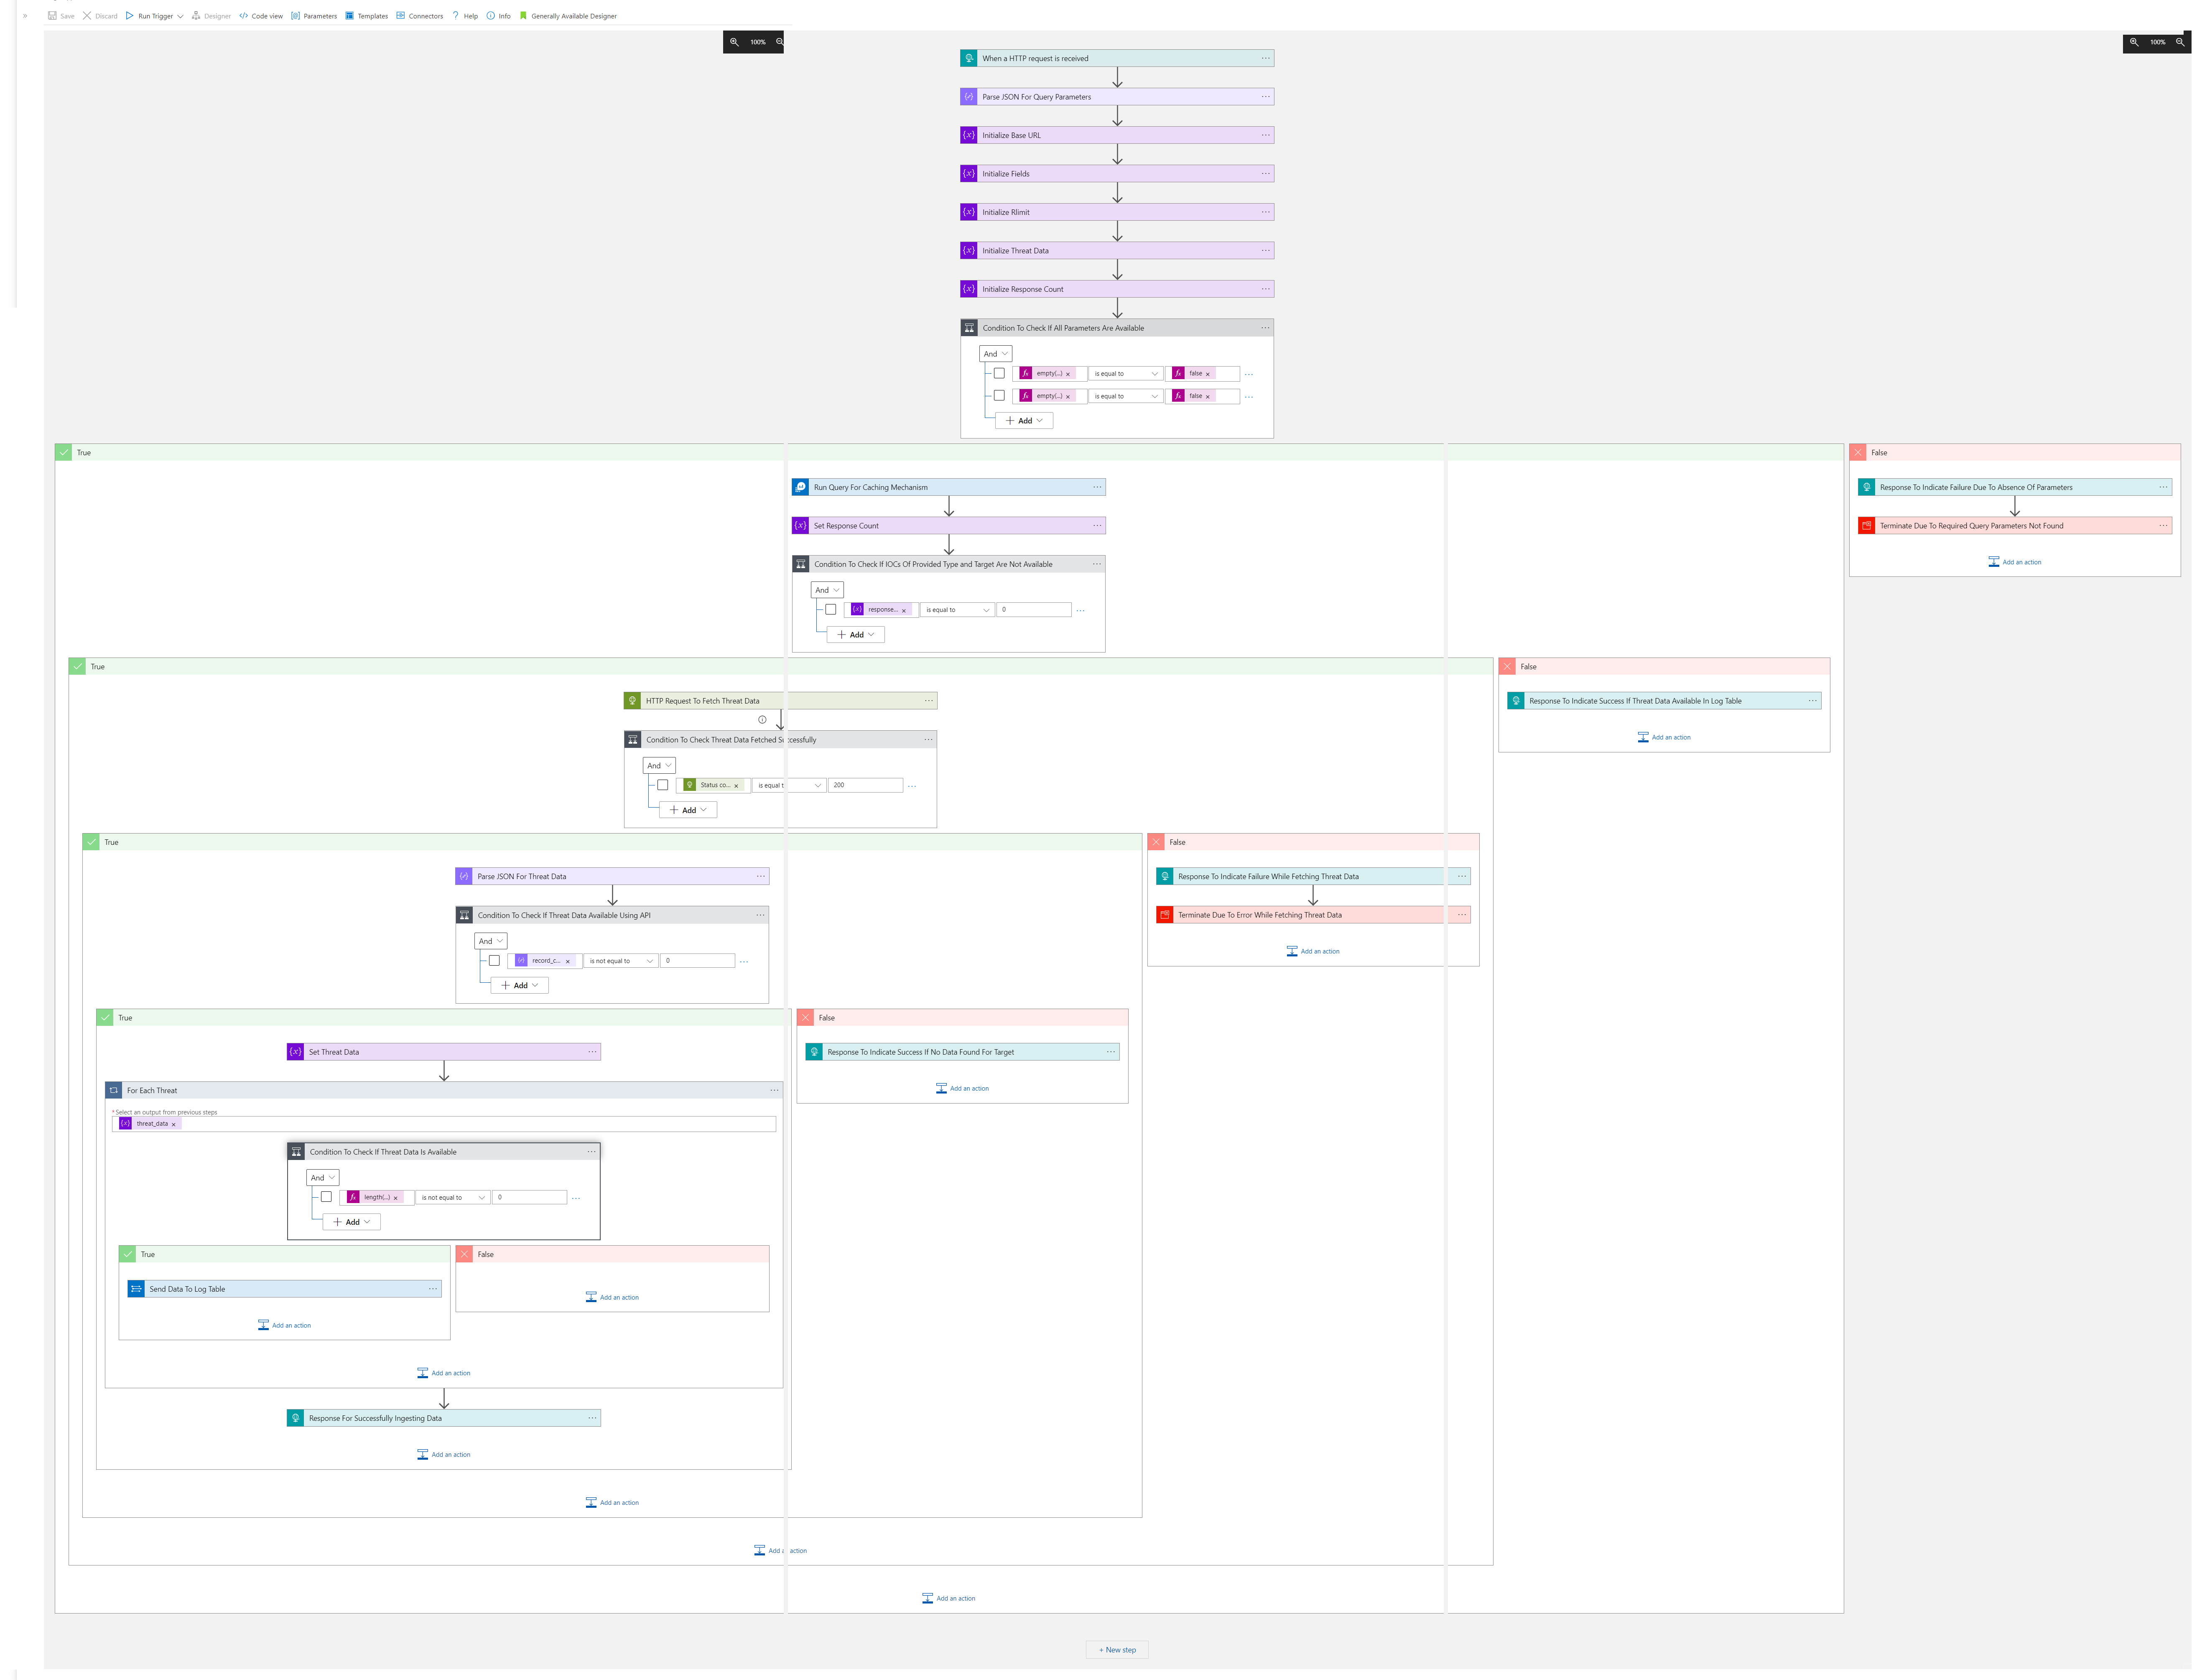 Save Discard Run Trigger Designer Code view Parameters Templates Connectors Help Info Generally Available Designer
100%
100%
When a HTTP request is received
Parse JSON For Query Parameters
Initialize Base URL
Initialize Fields
Initialize Rlimit
Initialize Threat Data
Initialize Response Count
Condition To Check If All Parameters Are Available
And
empty(...) × is equal to false ×
empty(...) × is equal to false ×
+ Add
True
False
Run Query For Caching Mechanism
Response To Indicate Failure Due To Absence Of Parameters
Set Response Count
Terminate Due To Required Query Parameters Not Found
Add an action
Condition To Check If IOCs Of Provided Type and Target Are Not Available
And
response... × is equal to 0
+ Add
True
False
HTTP Request To Fetch Threat Data
Response To Indicate Success If Threat Data Available In Log Table
Add an action
Condition To Check Threat Data Fetched Successfully
And
Status co... × is equal t 200
+ Add
True
False
Parse JSON For Threat Data
Response To Indicate Failure While Fetching Threat Data
Condition To Check If Threat Data Available Using API
Terminate Due To Error While Fetching Threat Data
And
Add an action
record_c... × is not equal to 0
+ Add
True
False
Set Threat Data
Response To Indicate Success If No Data Found For Target
Add an action
For Each Threat
* Select an output from previous steps
threat_data ×
Condition To Check If Threat Data Is Available
And
length(...) × is not equal to 0
+ Add
True
False
Send Data To Log Table
Add an action
Add an action
Add an action
Response For Successfully Ingesting Data
Add an action
Add an action
Add action
Add an action
+ New step